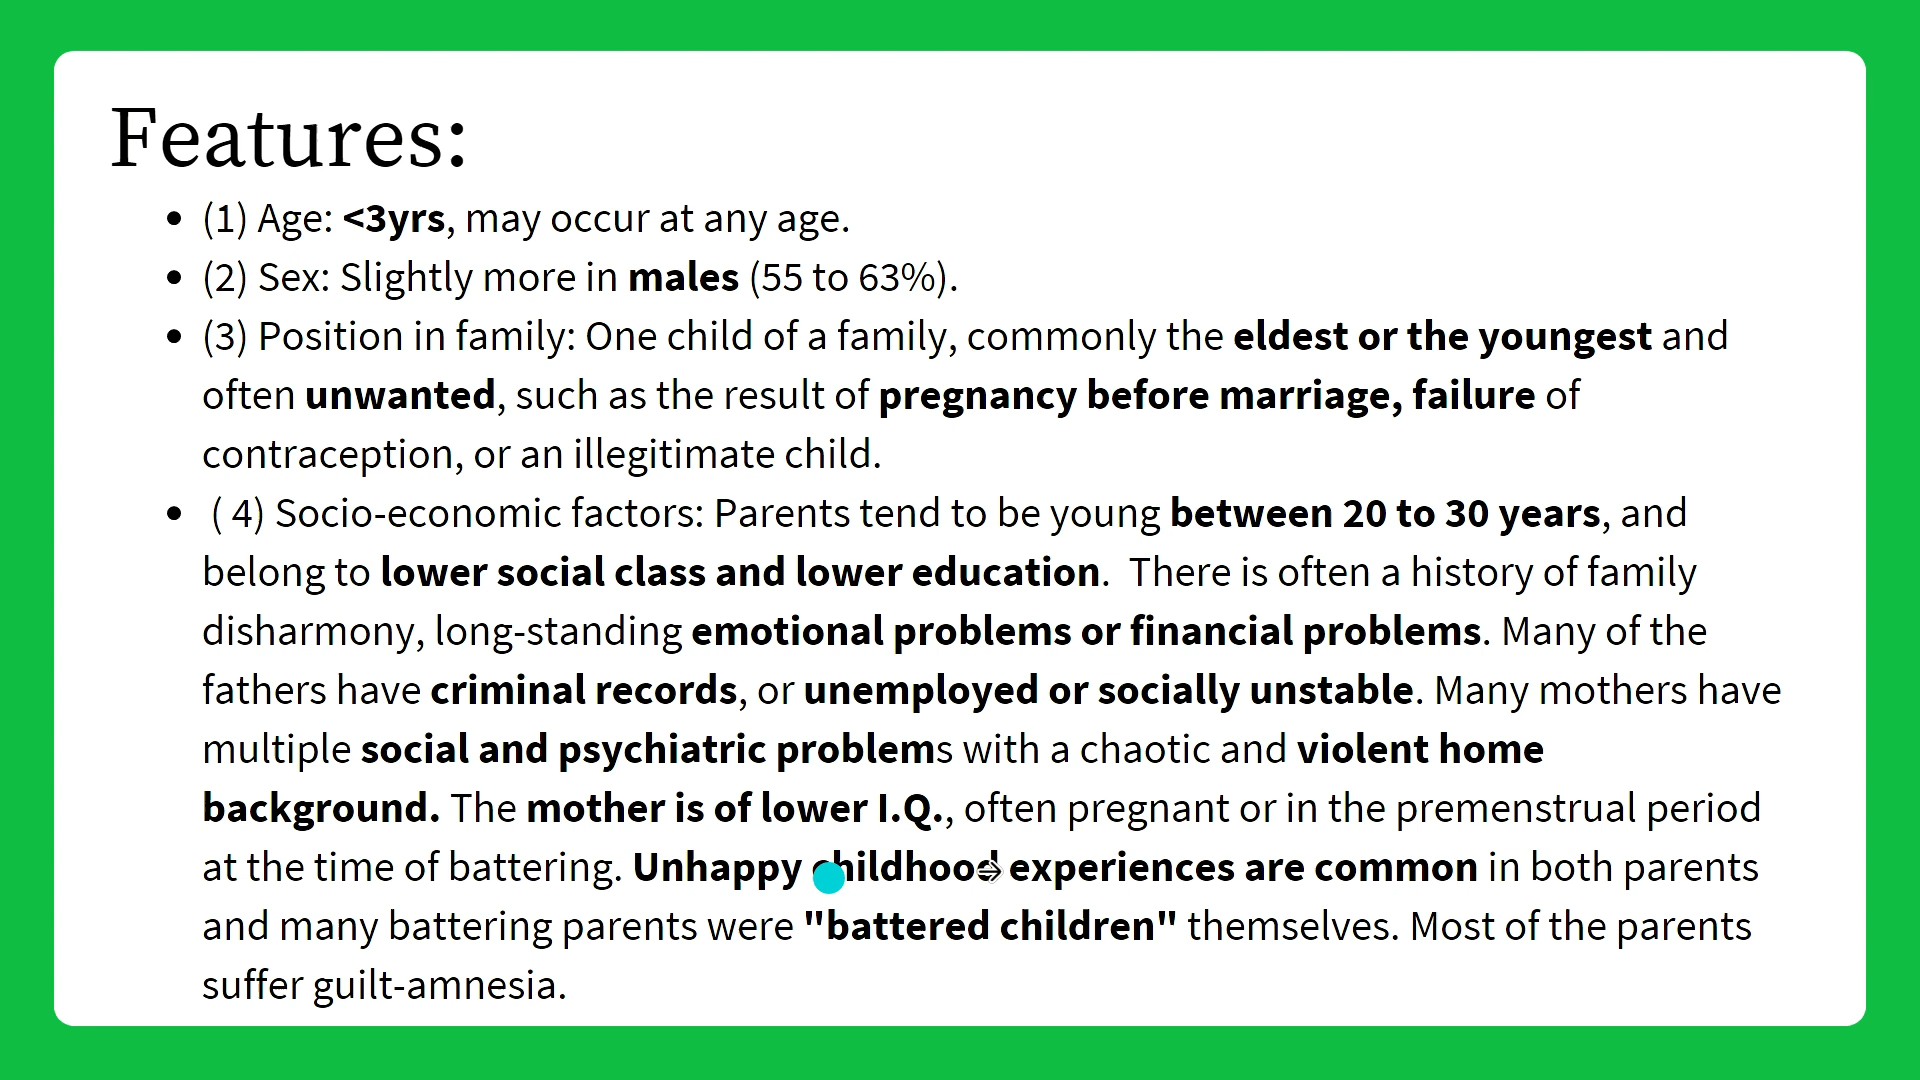 Features:
• (1) Age: <3yrs, may occur at any age.
• (2) Sex: Slightly more in males (55 to 63%).
• (3) Position in family: One child of a family, commonly the eldest or the youngest and
often unwanted, such as the result of pregnancy before marriage, failure of
contraception, or an illegitimate child.
• ( 4) Socio-economic factors: Parents tend to be young between 20 to 30 years, and
belong to lower social class and lower education. There is often a history of family
disharmony, long-standing emotional problems or financial problems. Many of the
fathers have criminal records, or unemployed or socially unstable. Many mothers have
multiple social and psychiatric problems with a chaotic and violent home
background. The mother is of lower I.Q., often pregnant or in the premenstrual period
at the time of battering. Unhappy childhood experiences are common in both parents
and many battering parents were "battered children" themselves. Most of the parents
suffer guilt-amnesia.